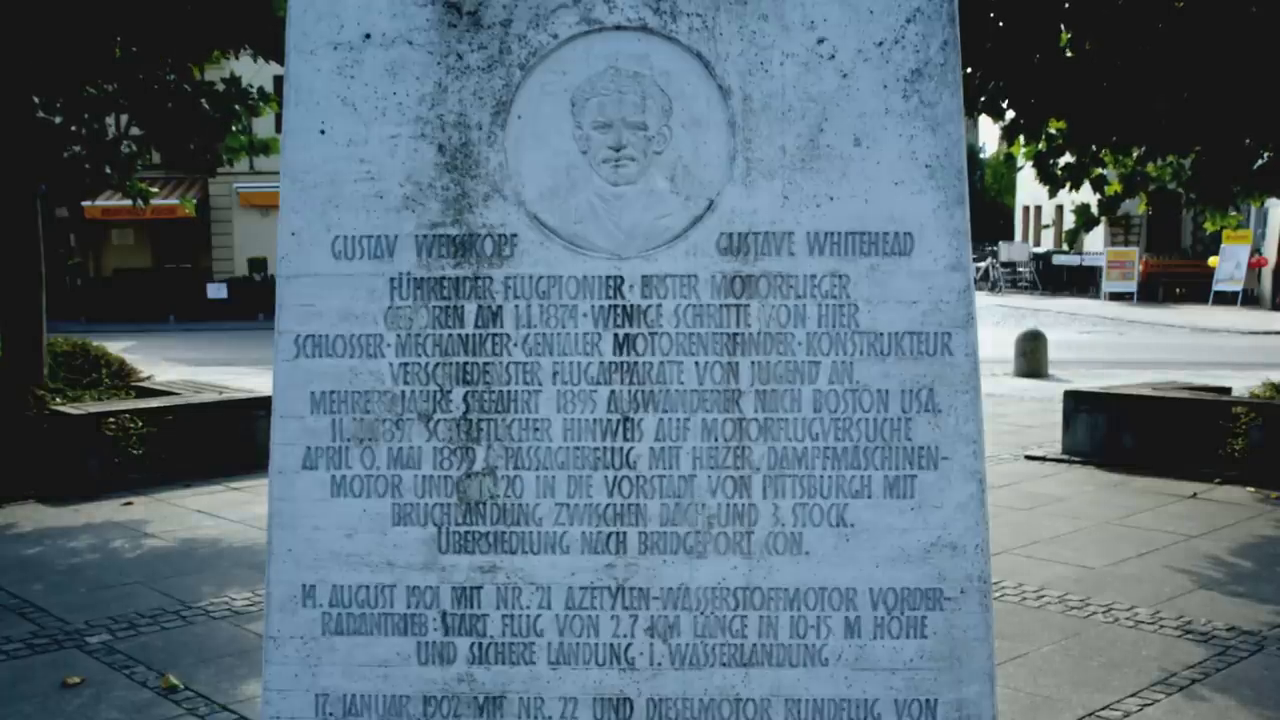 GUSTAV WEISSKOPF GUSTAVE WHITEHEAD
FÜHRENDER·FLUGPIONIER·ERSTER MOTORFLIEGER
GEBOREN AM 1.1.1874·WENIGE SCHRITTE VON HIER
SCHLOSSER·MECHANIKER·GENIALER MOTORENERFINDER·KONSTRUKTEUR
VERSCHIEDENSTER FLUGAPPARATE VON JUGEND AN.
MEHRERE JAHRE SEEFAHRT 1895 AUSWANDERER NACH BOSTON USA.
SCHRIFTLICHER HINWEIS AUF MOTORFLUGVERSUCHE
APRIL O. MAI 1899 PASSAGIERFLUG MIT HEIZER, DAMPFMASCHINEN-
MOTOR UND 20 IN DIE VORSTADT VON PITTSBURGH MIT
BRUCHLANDUNG ZWISCHEN DACH UND 3. STOCK.
ÜBERSIEDLUNG NACH BRIDGEPORT CON.
14. AUGUST 1901 MIT NR. 21 AZETYLEN-WASSERSTOFFMOTOR VORDER-
RADANTRIEB·START, FLUG VON 2.7 KM LÄNGE IN 10-15 M HÖHE
UND SICHERE LANDUNG·1. WASSERLANDUNG
17. JANUAR 1902 MIT NR. 22 UND DIESELMOTOR RUNDFLUG VON